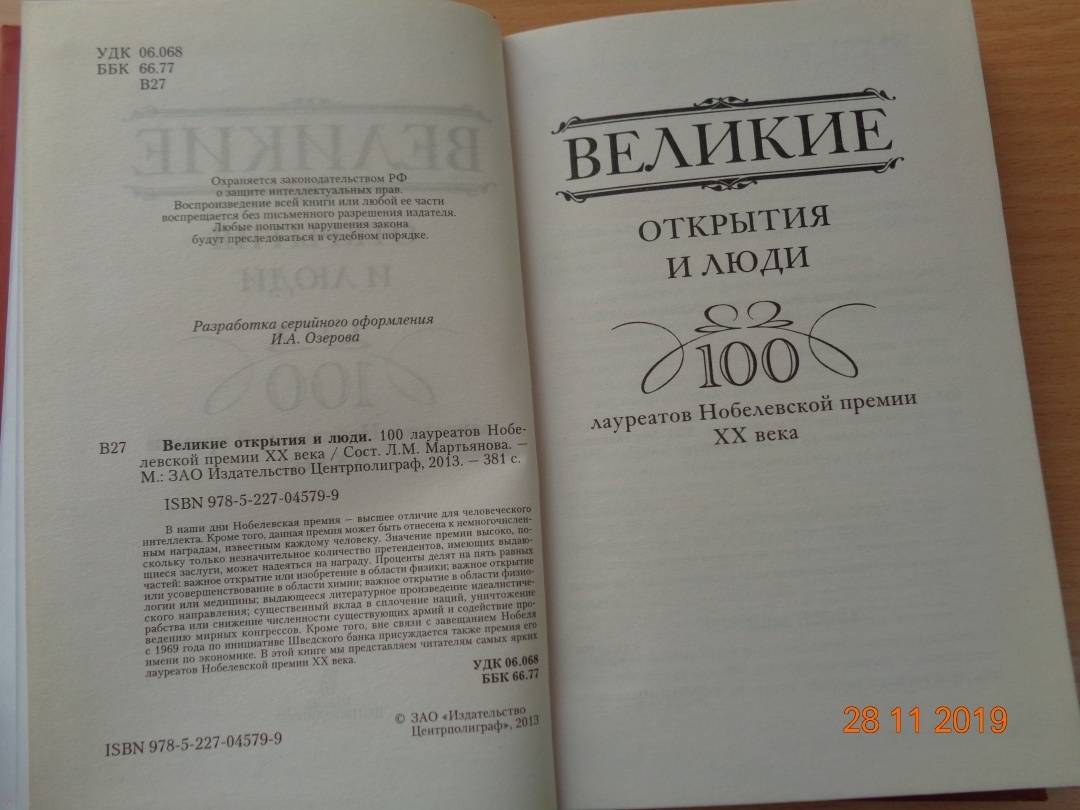 УДК 06.068
ББК 66.77
В27
Охраняется законодательством РФ
о защите интеллектуальных прав.
Воспроизведение всей книги или любой ее части
воспрещается без письменного разрешения издателя.
Любые попытки нарушения закона
будут преследоваться в судебном порядке.
Разработка серийного оформления
И.А. Озерова
В27 Великие открытия и люди. 100 лауреатов Нобе-
левской премии XX века / Сост. Л.М. Мартьянова. —
М.: ЗАО Издательство Центрполиграф, 2013. — 381 с.
ISBN 978-5-227-04579-9
В наши дни Нобелевская премия — высшее отличие для человеческого
интеллекта. Кроме того, данная премия может быть отнесена к немногочислен-
ным наградам, известным каждому человеку. Значение премии высоко, по-
скольку только незначительное количество претендентов, имеющих выдаю-
щиеся заслуги, может надеяться на награду. Проценты делят на пять равных
частей: важное открытие или изобретение в области физики; важное открытие
или усовершенствование в области химии; важное открытие в области физио-
логии или медицины; выдающееся литературное произведение идеалистиче-
ского направления; существенный вклад в сплочение наций, уничтожение
рабства или снижение численности существующих армий и содействие про-
ведению мирных конгрессов. Кроме того, вне связи с завещанием Нобеля
с 1969 года по инициативе Шведского банка присуждается также премия его
имени по экономике. В этой книге мы представляем читателям самых ярких
лауреатов Нобелевской премии XX века.
УДК 06.068
ББК 66.77
© ЗАО «Издательство
Центрполиграф», 2013
ISBN 978-5-227-04579-9
ВЕЛИКИЕ
ОТКРЫТИЯ
И ЛЮДИ
100
лауреатов Нобелевской премии
XX века
28 11 2019